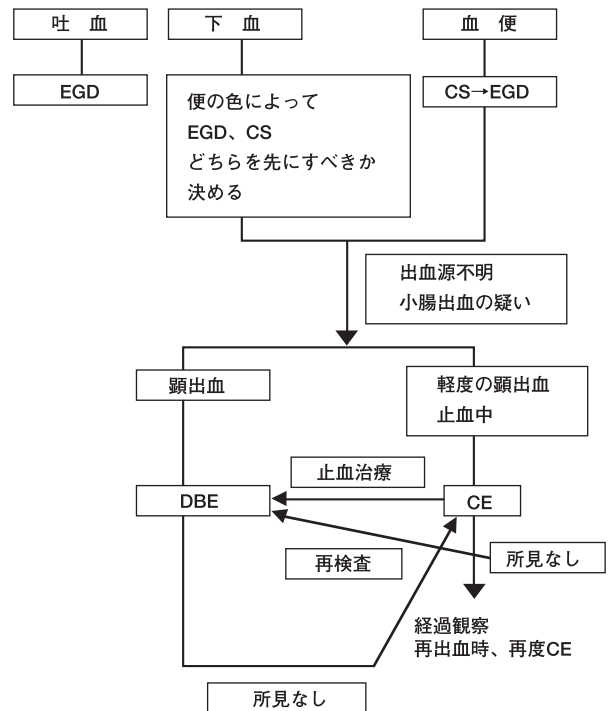 吐 血
下 血
血 便
EGD
便の色によって
EGD、CS
どちらを先にすべきか
決める
CS→EGD
出血源不明
小腸出血の疑い
顕出血
軽度の顕出血
止血中
止血治療
DBE
CE
再検査
所見なし
経過観察
再出血時、再度CE
所見なし